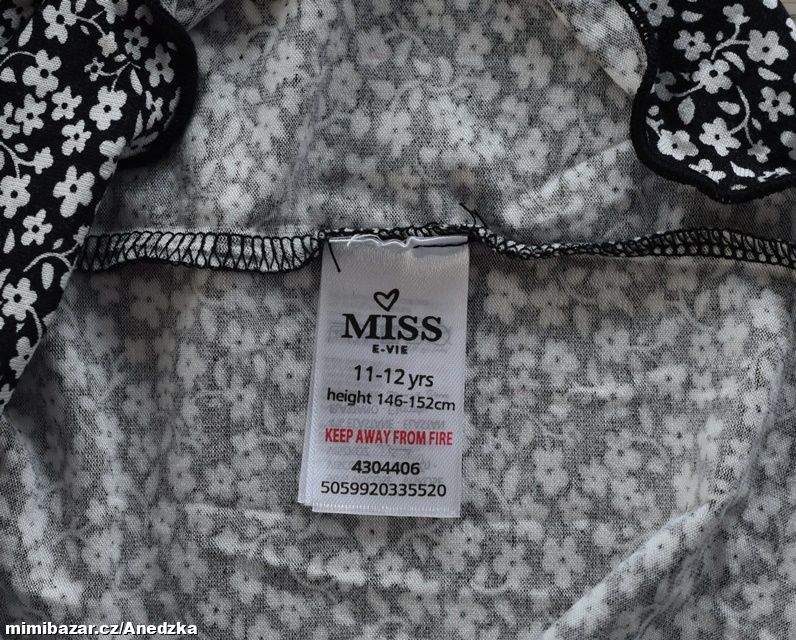 MISS
E-VIE
11-12 yrs
height 146-152cm
KEEP AWAY FROM FIRE
4304406
5059920335520
mimibazar.cz/Anedzka